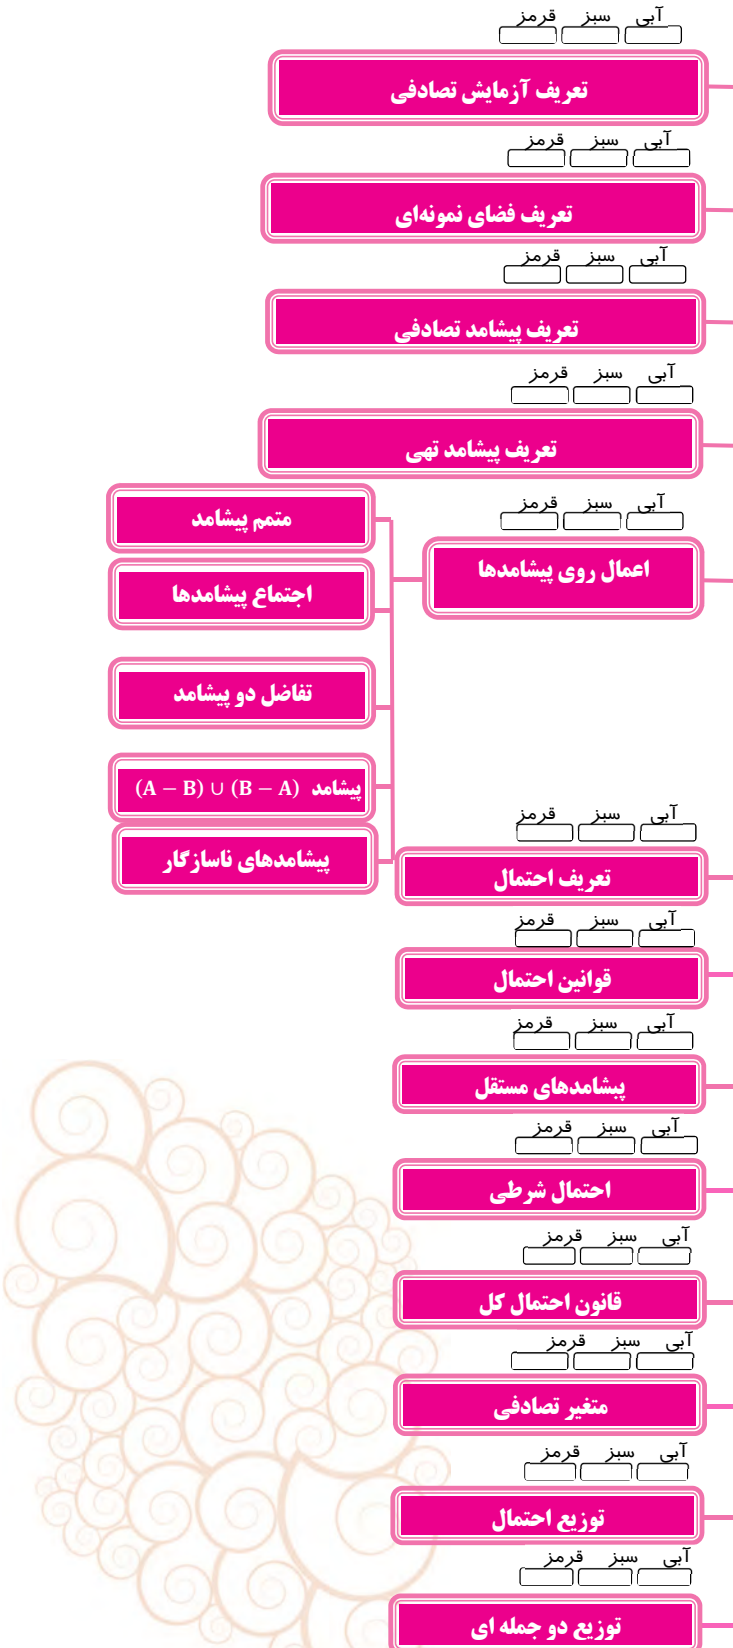 آبی سبز قرمز
تعریف آزمایش تصادفی
آبی سبز قرمز
تعریف فضای نمونه‌ای
آبی سبز قرمز
تعریف پیشامد تصادفی
آبی سبز قرمز
تعریف پیشامد تهی
آبی سبز قرمز
اعمال روی پیشامدها
متمم پیشامد
اجتماع پیشامدها
تفاضل دو پیشامد
پیشامد (A − B) ∪ (B − A)
پیشامدهای ناسازگار
آبی سبز قرمز
تعریف احتمال
آبی سبز قرمز
قوانین احتمال
آبی سبز قرمز
پیشامدهای مستقل
آبی سبز قرمز
احتمال شرطی
آبی سبز قرمز
قانون احتمال کل
آبی سبز قرمز
متغیر تصادفی
آبی سبز قرمز
توزیع احتمال
آبی سبز قرمز
توزیع دو جمله ای